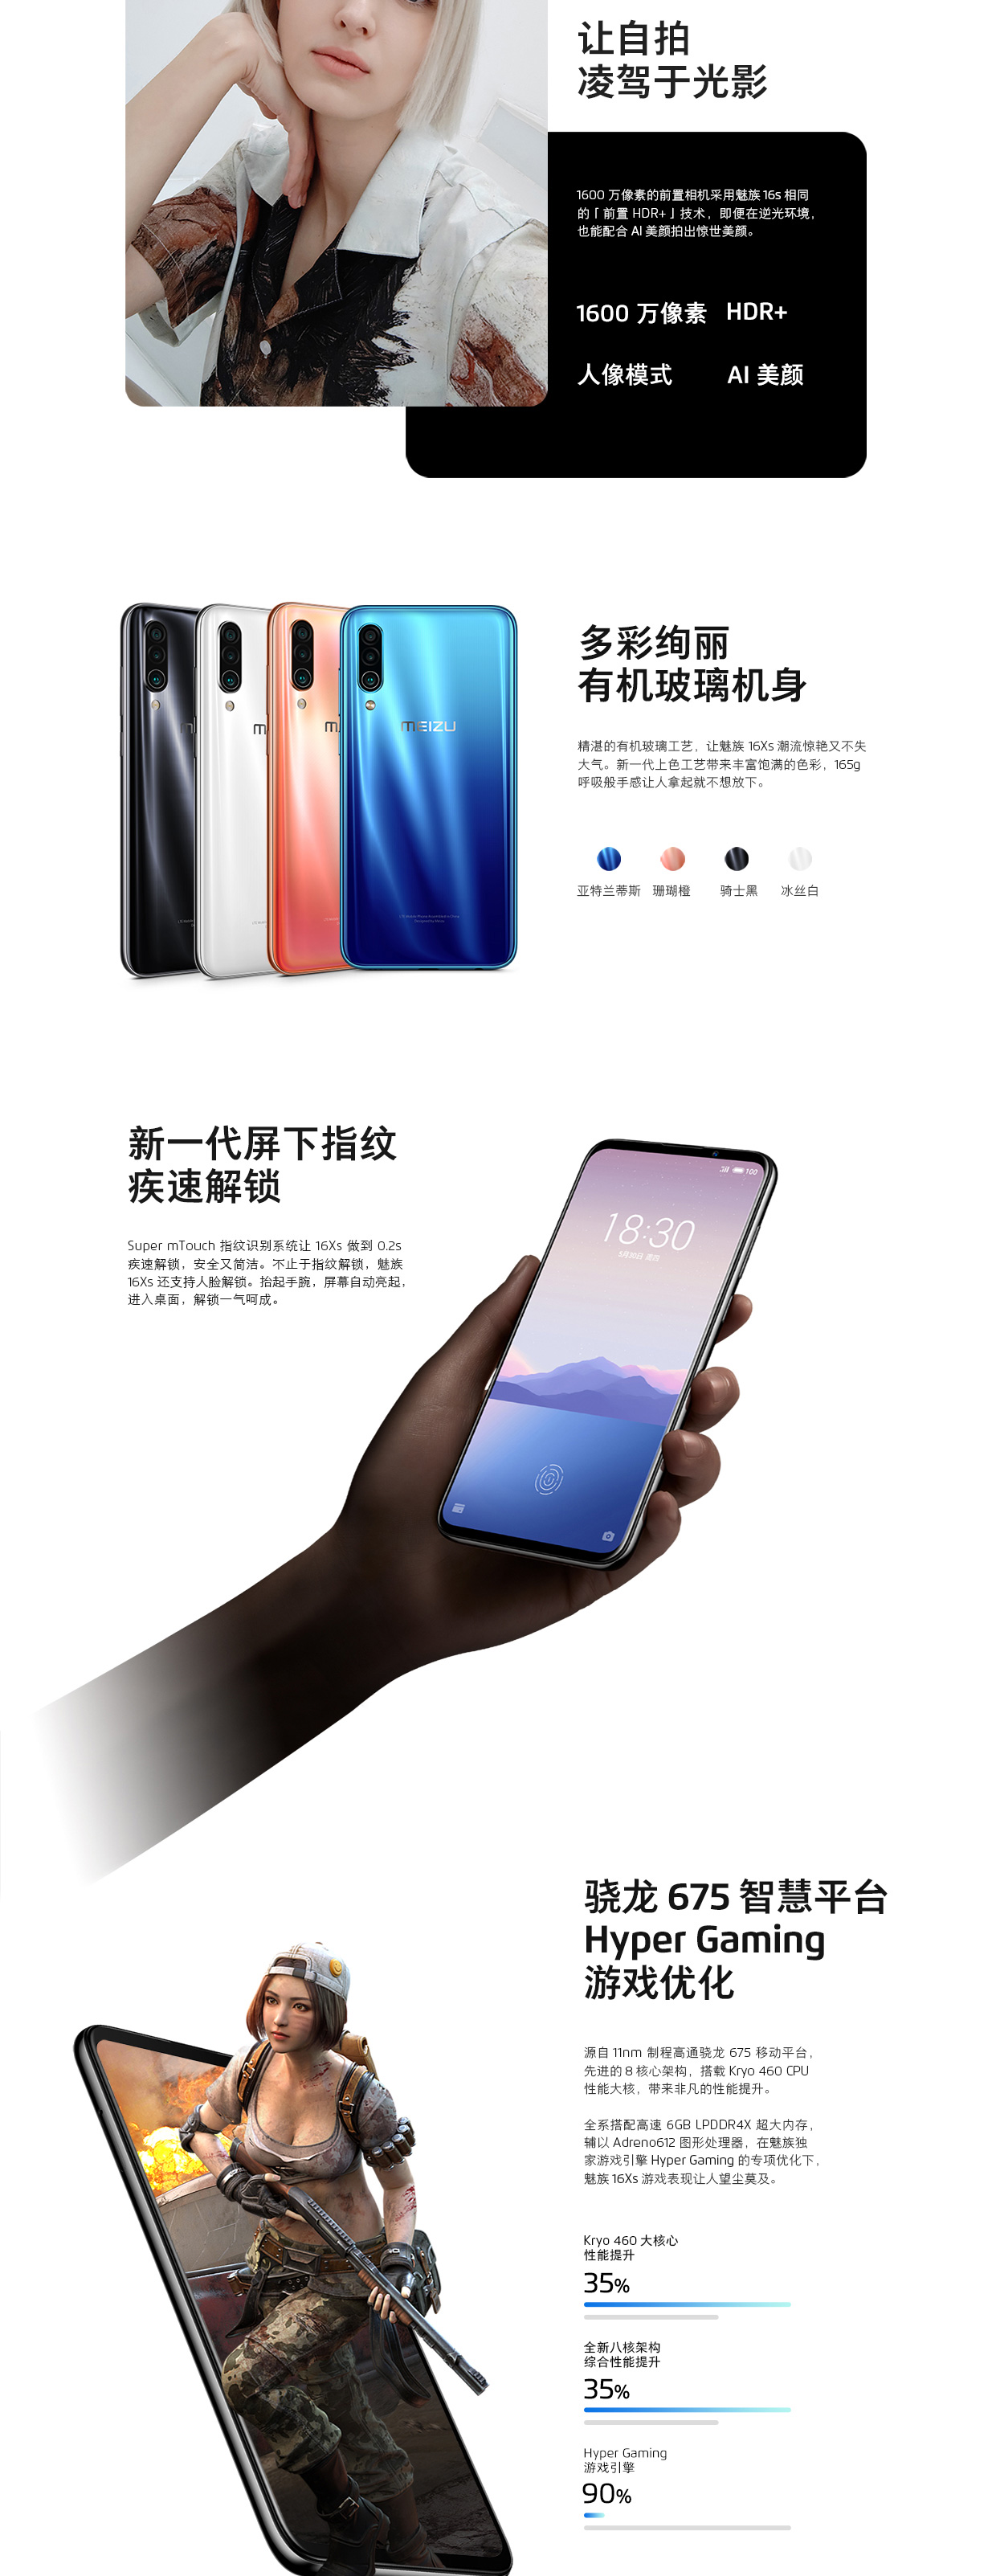 让自拍
凌驾于光影
1600 万像素的前置相机采用魅族 16s 相同
的「前置 HDR+」技术，即便在逆光环境，
也能配合 AI 美颜拍出惊世美颜。
1600 万像素 HDR+
人像模式 AI 美颜
MEIZU
多彩绚丽
有机玻璃机身
精湛的有机玻璃工艺，让魅族 16Xs 潮流惊艳又不失
大气。新一代上色工艺带来丰富饱满的色彩，165g
呼吸般手感让人拿起就不想放下。
亚特兰蒂斯 珊瑚橙 骑士黑 冰丝白
新一代屏下指纹
疾速解锁
Super mTouch 指纹识别系统让 16Xs 做到 0.2s
疾速解锁，安全又简洁。不止于指纹解锁，魅族
16Xs 还支持人脸解锁。抬起手腕，屏幕自动亮起，
进入桌面，解锁一气呵成。
100
18:30
骁龙 675 智慧平台
Hyper Gaming
游戏优化
源自 11nm 制程高通骁龙 675 移动平台，
先进的 8 核心架构，搭载 Kryo 460 CPU
性能大核，带来非凡的性能提升。
全系搭配高速 6GB LPDDR4X 超大内存，
辅以 Adreno612 图形处理器，在魅族独
家游戏引擎 Hyper Gaming 的专项优化下，
魅族 16Xs 游戏表现让人望尘莫及。
Kryo 460 大核心
性能提升
35%
全新八核架构
综合性能提升
35%
Hyper Gaming
游戏引擎
90%